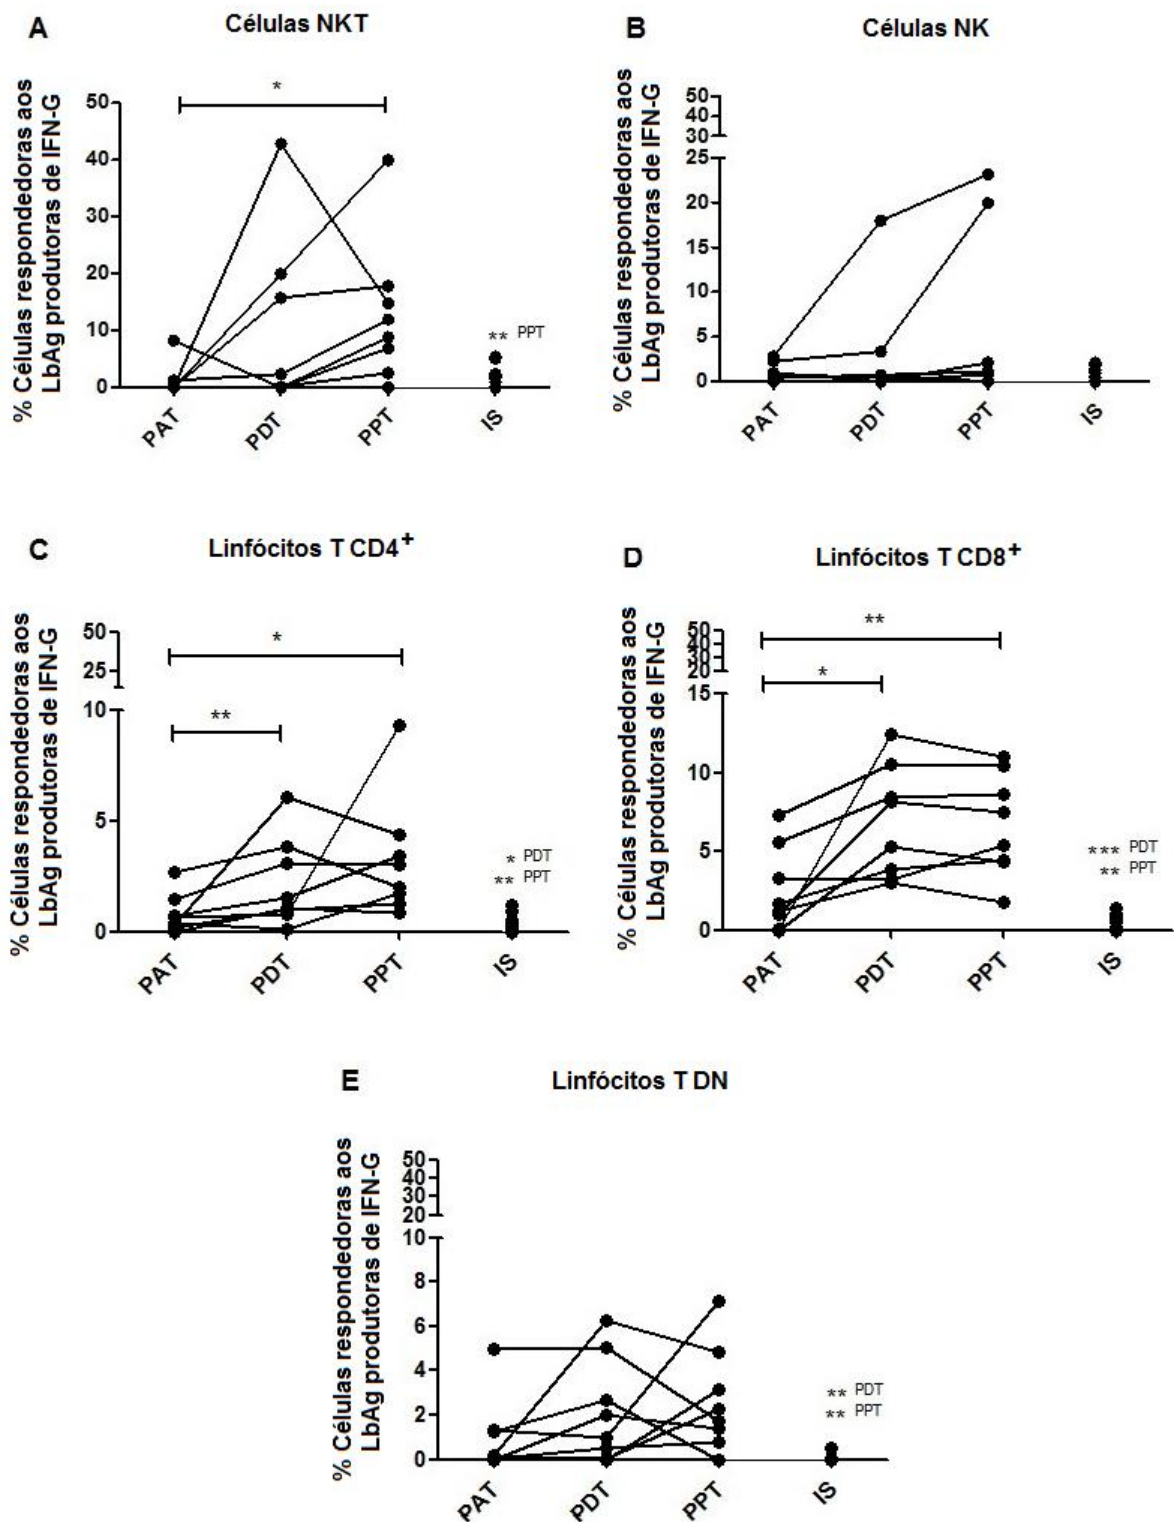 A
Células NKT
% Células respondedoras aos
LbAg produtoras de IFN-G
50
40
30
20
10
0
*
** PPT
PAT
PDT
PPT
IS
B
Células NK
% Células respondedoras aos
LbAg produtoras de IFN-G
50
40
30
25
20
15
10
5
0
PAT
PDT
PPT
IS
C
Linfócitos T CD4+
% Células respondedoras aos
LbAg produtoras de IFN-G
50
25
10
5
0
*
**
* PDT
** PPT
PAT
PDT
PPT
IS
D
Linfócitos T CD8+
% Células respondedoras aos
LbAg produtoras de IFN-G
50
40
30
20
15
10
5
0
**
*
*** PDT
** PPT
PAT
PDT
PPT
IS
E
Linfócitos T DN
% Células respondedoras aos
LbAg produtoras de IFN-G
50
40
30
20
10
8
6
4
2
0
** PDT
** PPT
PAT
PDT
PPT
IS